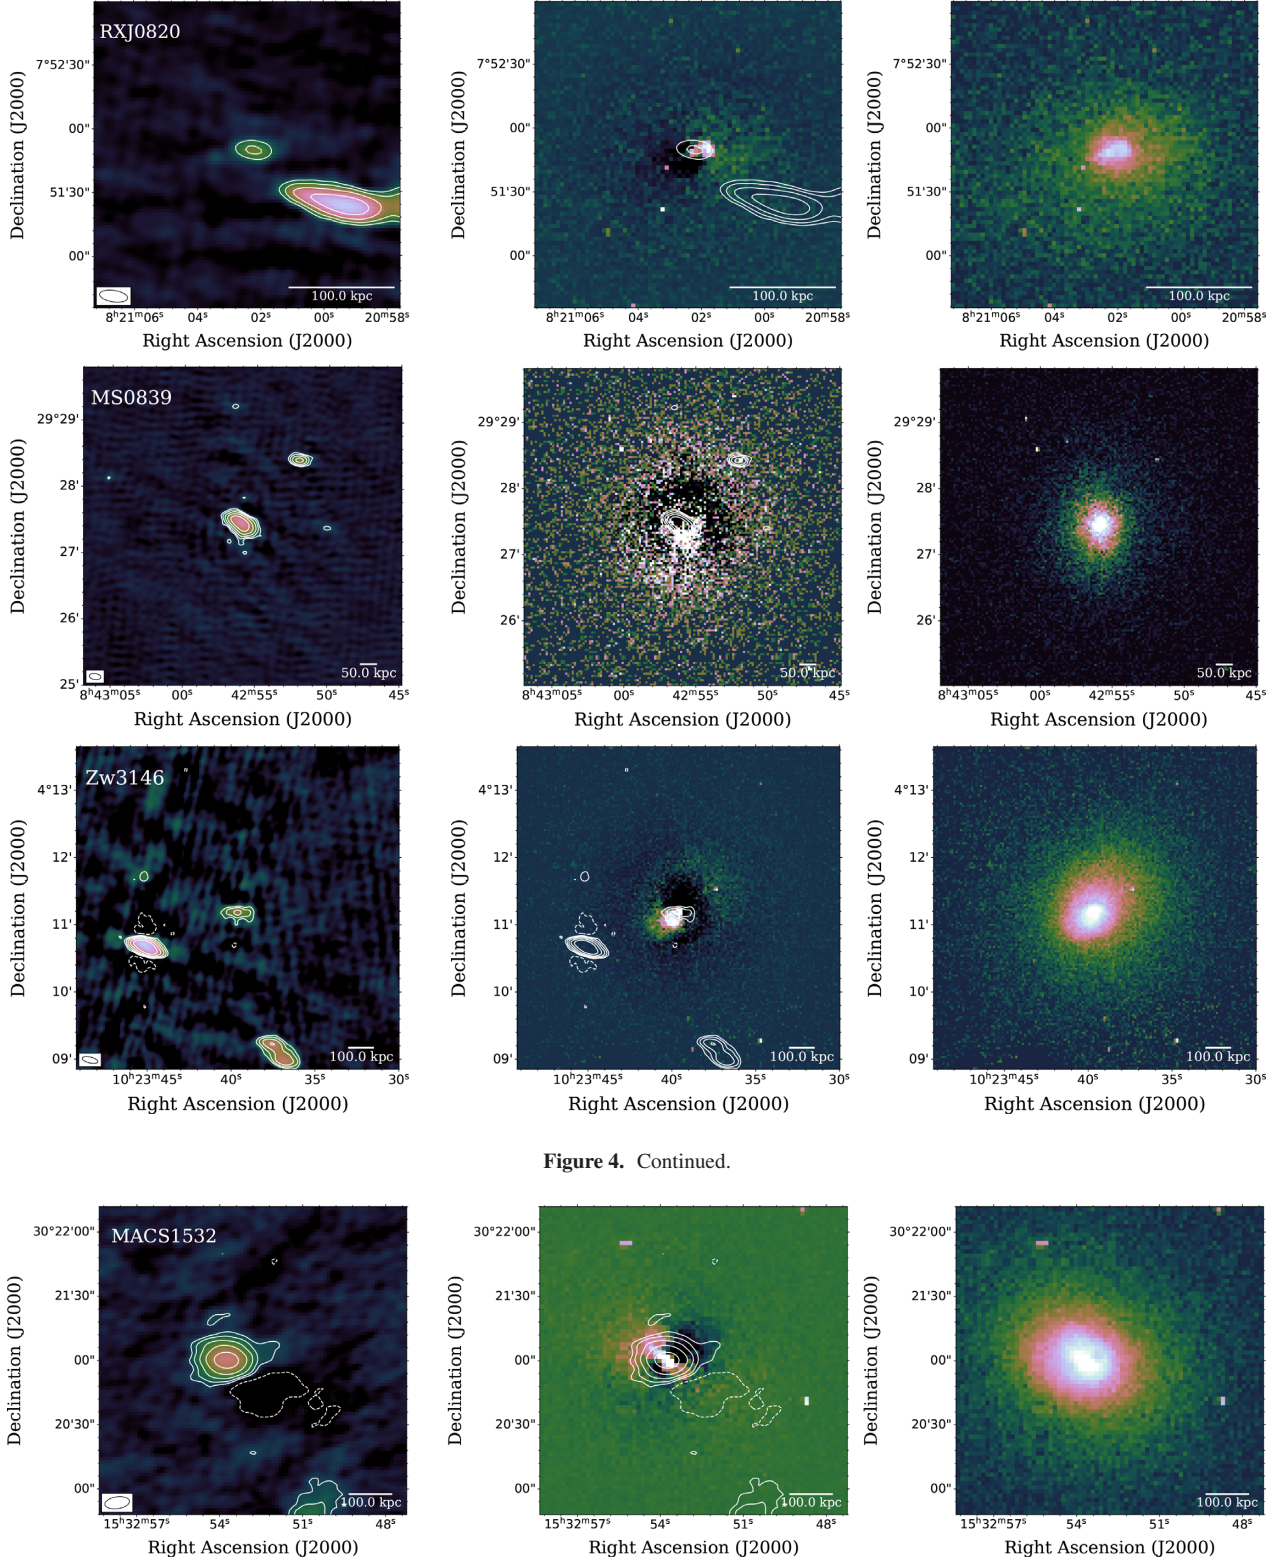 RXJ0820
Declination (J2000)
7°52'30"
00"
51'30"
00"
100.0 kpc
8ʰ21ᵐ06ˢ 04ˢ 02ˢ 00ˢ 20ᵐ58ˢ
Right Ascension (J2000)
Declination (J2000)
7°52'30"
00"
51'30"
00"
100.0 kpc
8ʰ21ᵐ06ˢ 04ˢ 02ˢ 00ˢ 20ᵐ58ˢ
Right Ascension (J2000)
Declination (J2000)
7°52'30"
00"
51'30"
00"
100.0 kpc
8ʰ21ᵐ06ˢ 04ˢ 02ˢ 00ˢ 20ᵐ58ˢ
Right Ascension (J2000)
MS0839
Declination (J2000)
29°29'
28'
27'
26'
25'
50.0 kpc
8ʰ43ᵐ05ˢ 00ˢ 42ᵐ55ˢ 50ˢ 45ˢ
Right Ascension (J2000)
Declination (J2000)
29°29'
28'
27'
26'
50.0 kpc
8ʰ43ᵐ05ˢ 00ˢ 42ᵐ55ˢ 50ˢ 45ˢ
Right Ascension (J2000)
Declination (J2000)
29°29'
28'
27'
26'
50.0 kpc
8ʰ43ᵐ05ˢ 00ˢ 42ᵐ55ˢ 50ˢ 45ˢ
Right Ascension (J2000)
Zw3146
Declination (J2000)
4°13'
12'
11'
10'
09'
100.0 kpc
10ʰ23ᵐ45ˢ 40ˢ 35ˢ 30ˢ
Right Ascension (J2000)
Declination (J2000)
4°13'
12'
11'
10'
09'
100.0 kpc
10ʰ23ᵐ45ˢ 40ˢ 35ˢ 30ˢ
Right Ascension (J2000)
Declination (J2000)
4°13'
12'
11'
10'
09'
100.0 kpc
10ʰ23ᵐ45ˢ 40ˢ 35ˢ 30ˢ
Right Ascension (J2000)
Figure 4. Continued.
MACS1532
Declination (J2000)
30°22'00"
21'30"
00"
20'30"
00"
100.0 kpc
15ʰ32ᵐ57ˢ 54ˢ 51ˢ 48ˢ
Right Ascension (J2000)
Declination (J2000)
30°22'00"
21'30"
00"
20'30"
00"
100.0 kpc
15ʰ32ᵐ57ˢ 54ˢ 51ˢ 48ˢ
Right Ascension (J2000)
Declination (J2000)
30°22'00"
21'30"
00"
20'30"
00"
100.0 kpc
15ʰ32ᵐ57ˢ 54ˢ 51ˢ 48ˢ
Right Ascension (J2000)